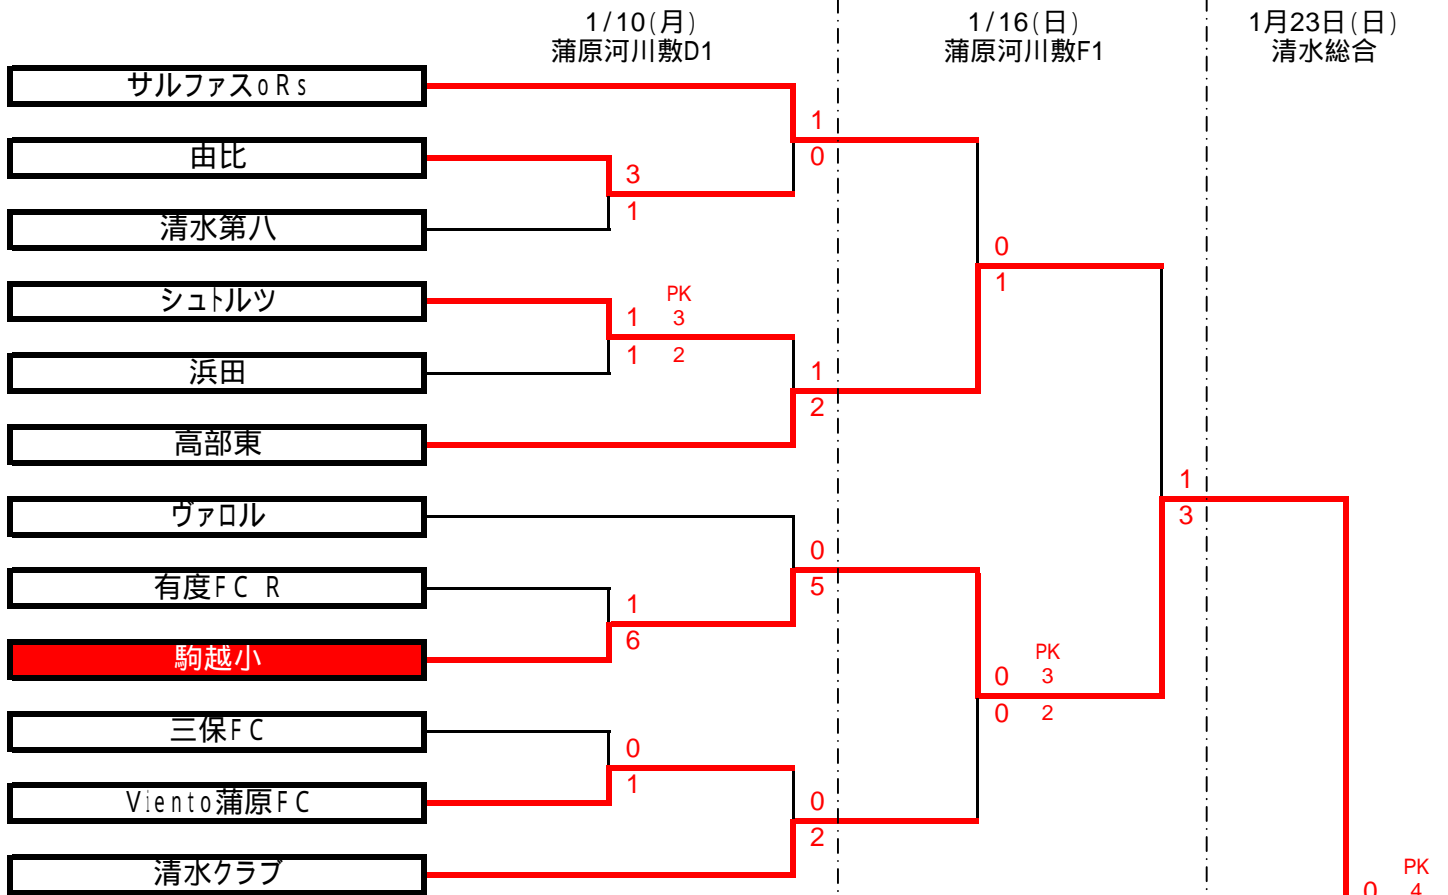 1/10(月)
蒲原河川敷D1
1/16(日)
蒲原河川敷F1
1月23日(日)
清水総合
サルファスoRs
1
0
由比
3
1
清水第八
0
1
シュトルツ
PK
1 3
1 2
浜田
1
2
高部東
1
3
ヴァロル
0
5
有度FC R
1
6
駒越小
PK
0 3
0 2
三保FC
0
1
Viento蒲原FC
0
2
清水クラブ
PK
0 4